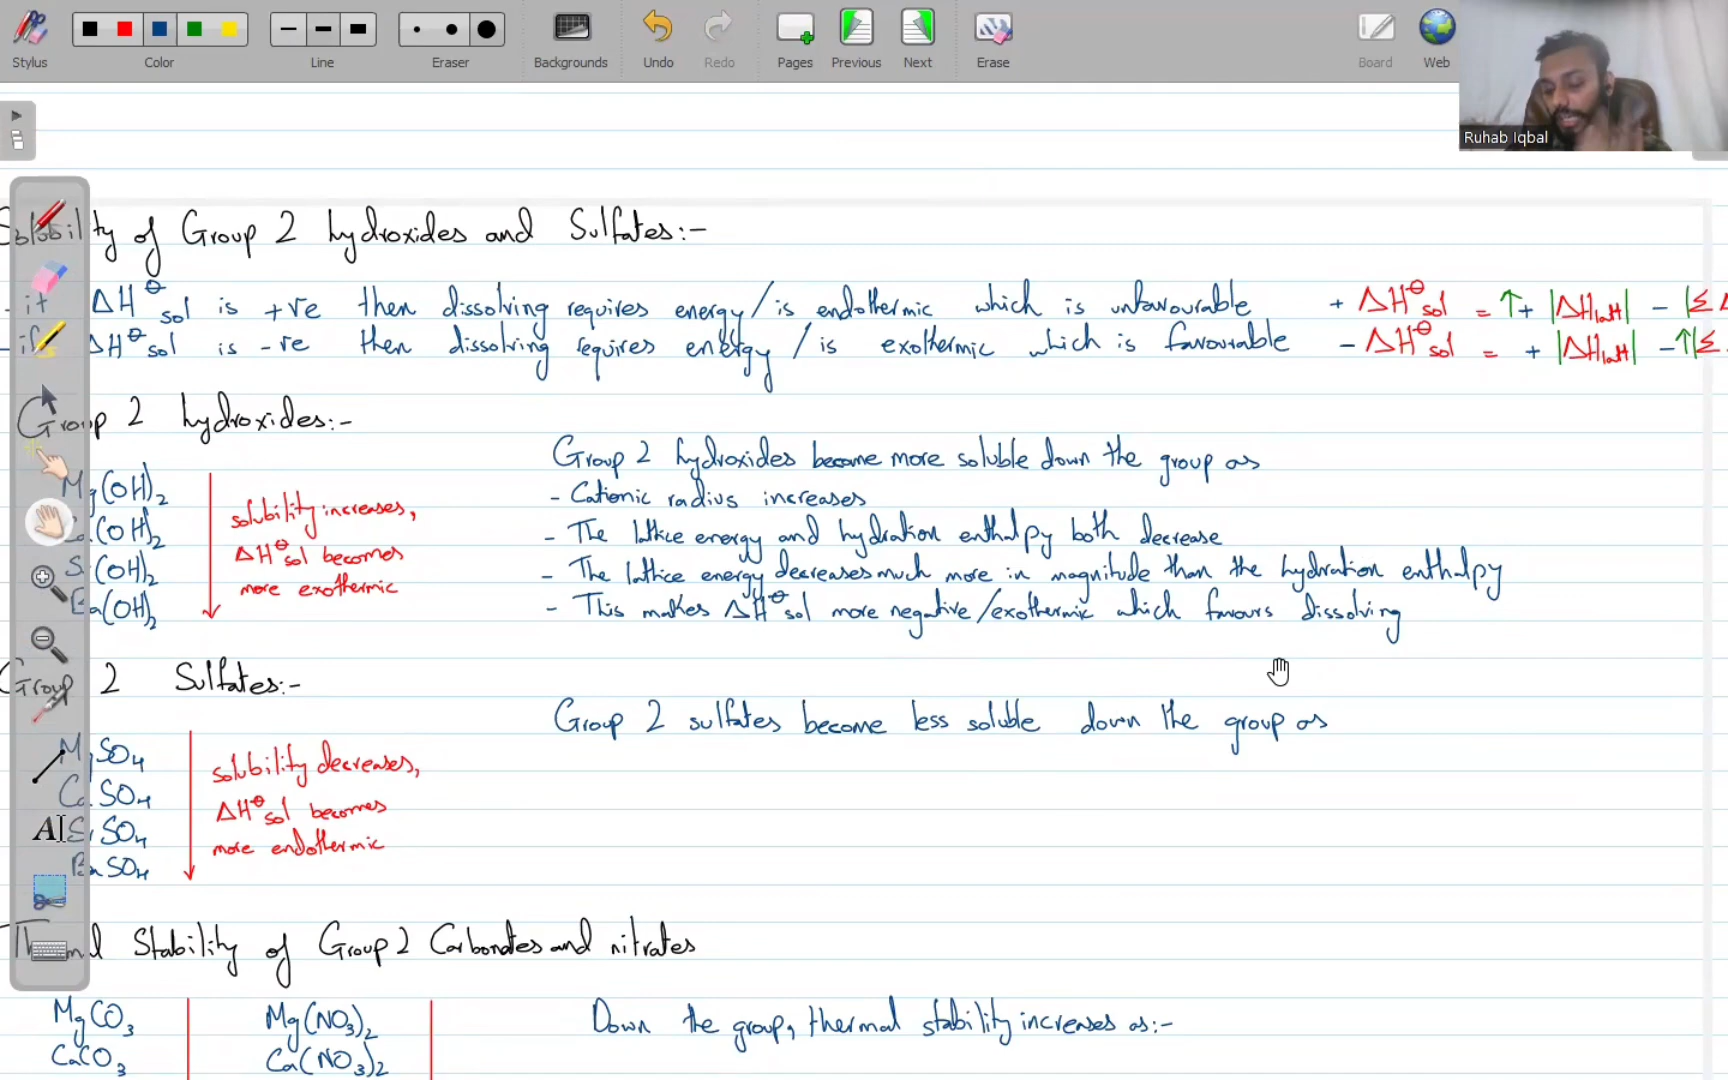 Stylus
Color
Line
Eraser
Backgrounds
Undo
Redo
Pages
Previous
Next
Erase
Board
Web
Ruhab Iqbal
Solubility of Group 2 hydroxides and Sulfates:-
- if ΔH⦵sol is +ve then dissolving requires energy/is endothermic which is unfavourable + ΔH⦵sol = ↑+ |ΔHlatt| - |Σ Δ
- if ΔH⦵sol is -ve then dissolving requires energy / is exothermic which is favourable - ΔH⦵sol = + |ΔHlatt| -↑|Σ
Group 2 hydroxides:-
Group 2 hydroxides become more soluble down the group as
Mg(OH)2
- Cationic radius increases
solubility increases,
Ca(OH)2
- The lattice energy and hydration enthalpy both decrease
ΔH⦵sol becomes
Sr(OH)2
- The lattice energy decreases much more in magnitude than the hydration enthalpy
more exothermic
Ba(OH)2
- This makes ΔH⦵sol more negative/exothermic which favours dissolving
Group 2 Sulfates:-
Group 2 sulfates become less soluble down the group as
MgSO4
solubility decreases,
CaSO4
ΔH⦵sol becomes
AI
SrSO4
more endothermic
BaSO4
Thermal Stability of Group 2 Carbonates and nitrates
MgCO3 Mg(NO3)2 Down the group, thermal stability increases as:-
CaCO3 Ca(NO3)2